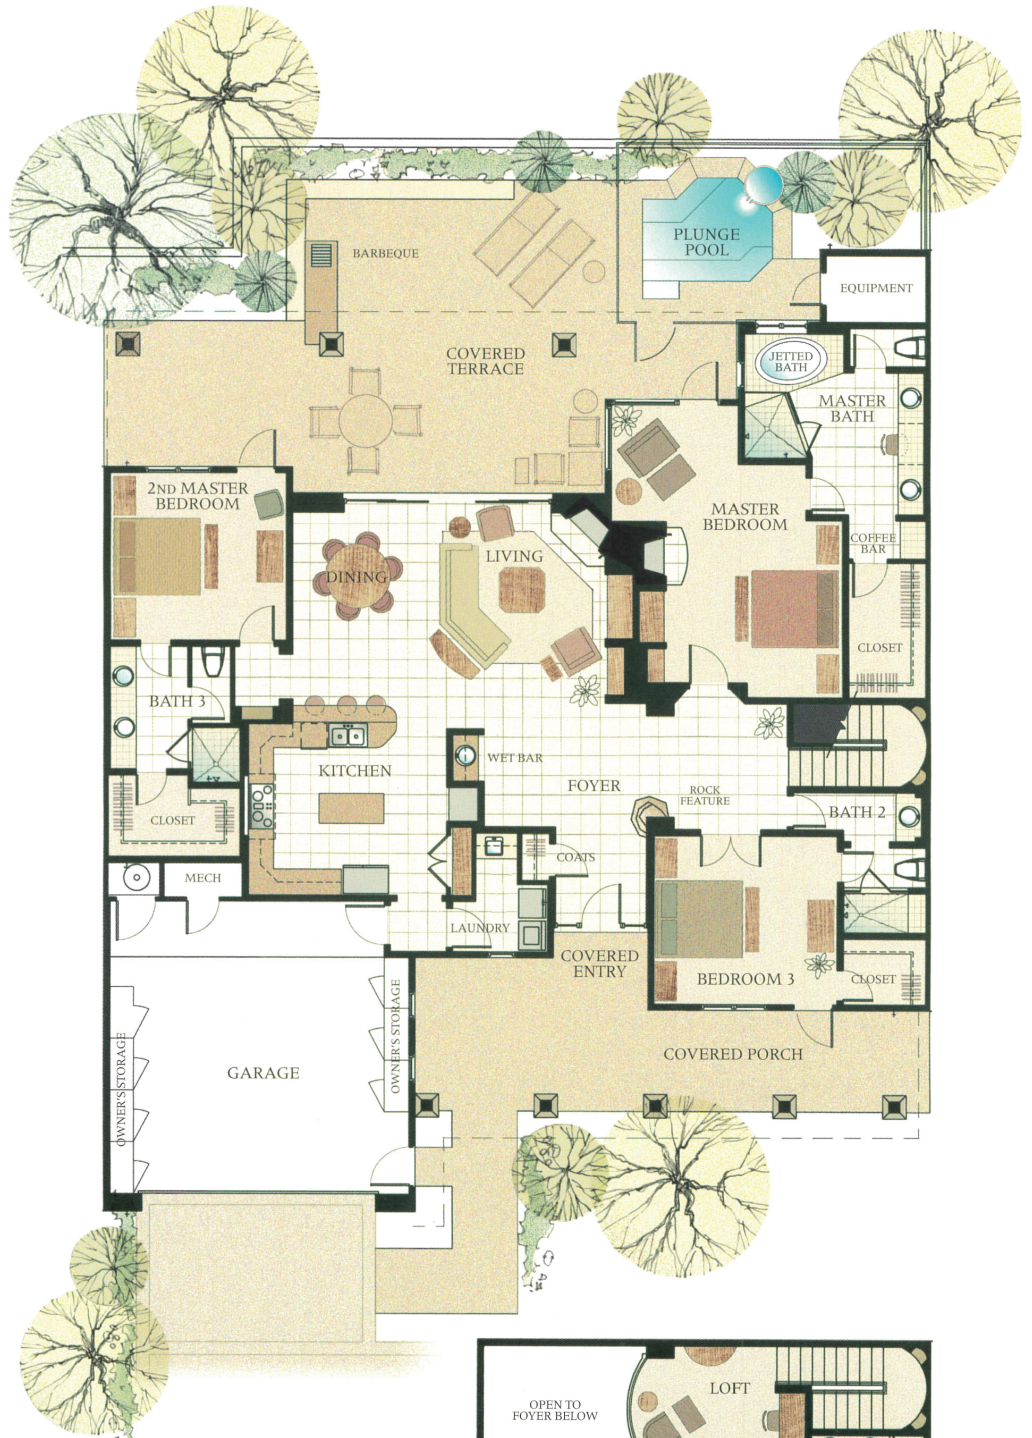 BARBEQUE
PLUNGE
POOL
EQUIPMENT
COVERED
TERRACE
JETTED
BATH
MASTER
BATH
2ND MASTER
BEDROOM
MASTER
BEDROOM
COFFEE
BAR
LIVING
DINING
CLOSET
BATH 3
WET BAR
KITCHEN
FOYER
ROCK
FEATURE
BATH 2
CLOSET
COATS
MECH
LAUNDRY
COVERED
ENTRY
BEDROOM 3
CLOSET
OWNER'S STORAGE
OWNER'S STORAGE
GARAGE
COVERED PORCH
LOFT
OPEN TO
FOYER BELOW